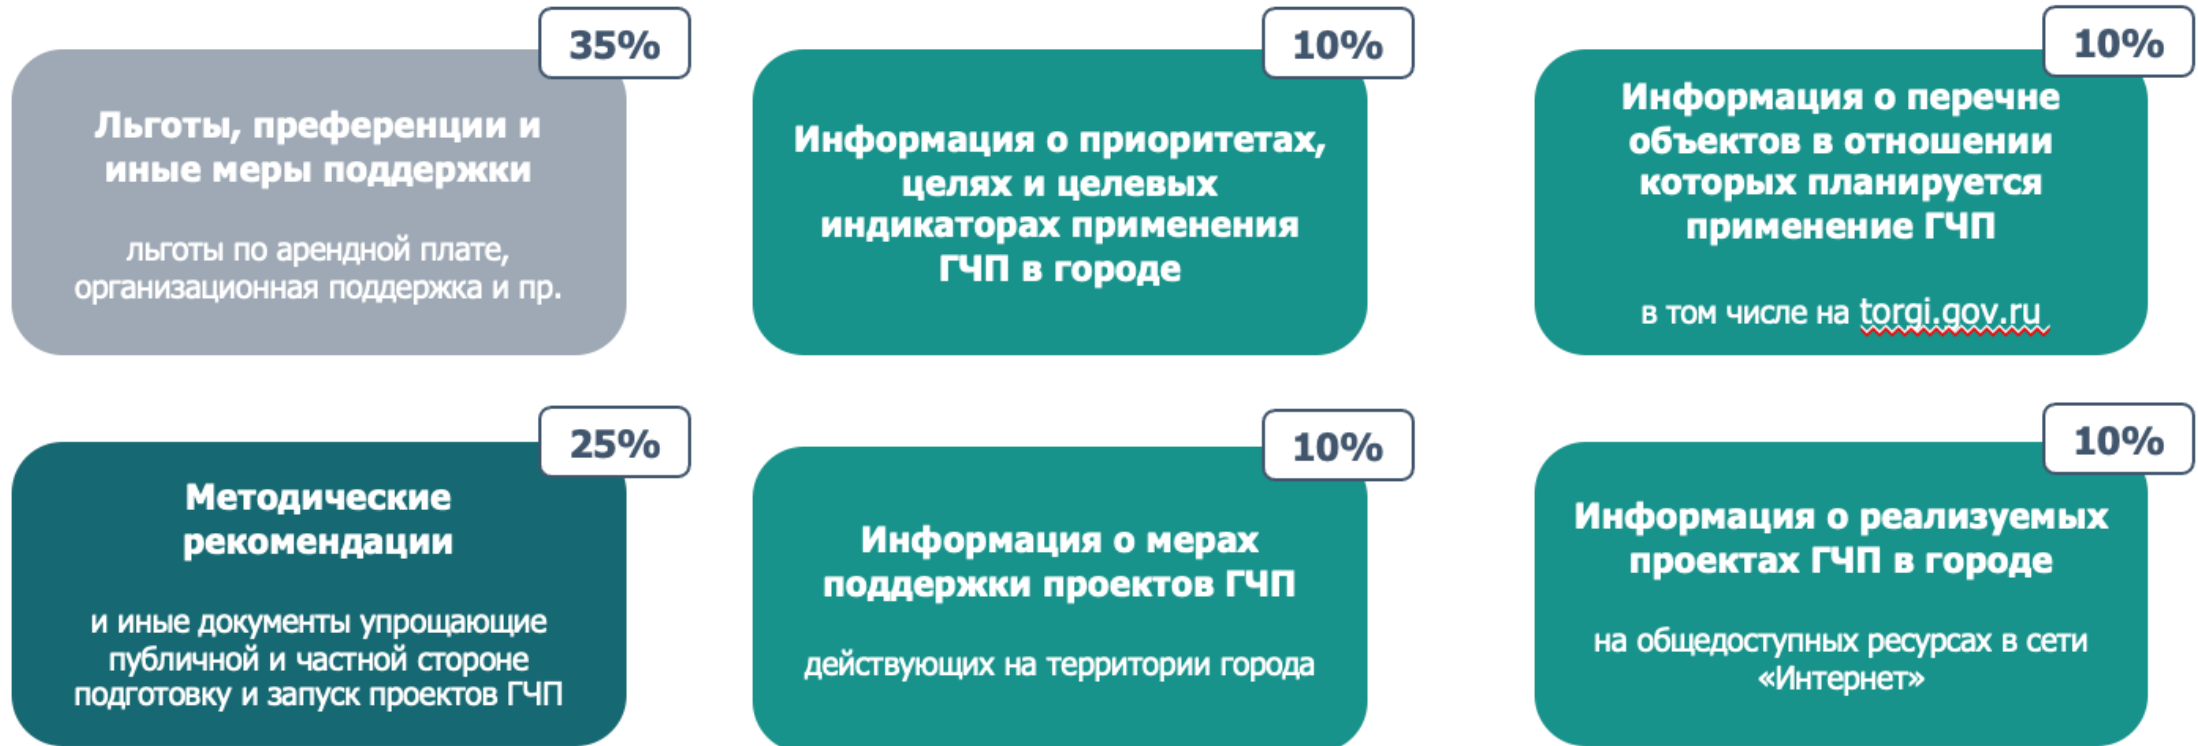 35%
Льготы, преференции и
иные меры поддержки
льготы по арендной плате,
организационная поддержка и пр.
10%
Информация о приоритетах,
целях и целевых
индикаторах применения
ГЧП в городе
10%
Информация о перечне
объектов в отношении
которых планируется
применение ГЧП
в том числе на torgi.gov.ru
25%
Методические
рекомендации
и иные документы упрощающие
публичной и частной стороне
подготовку и запуск проектов ГЧП
10%
Информация о мерах
поддержки проектов ГЧП
действующих на территории города
10%
Информация о реализуемых
проектах ГЧП в городе
на общедоступных ресурсах в сети
«Интернет»